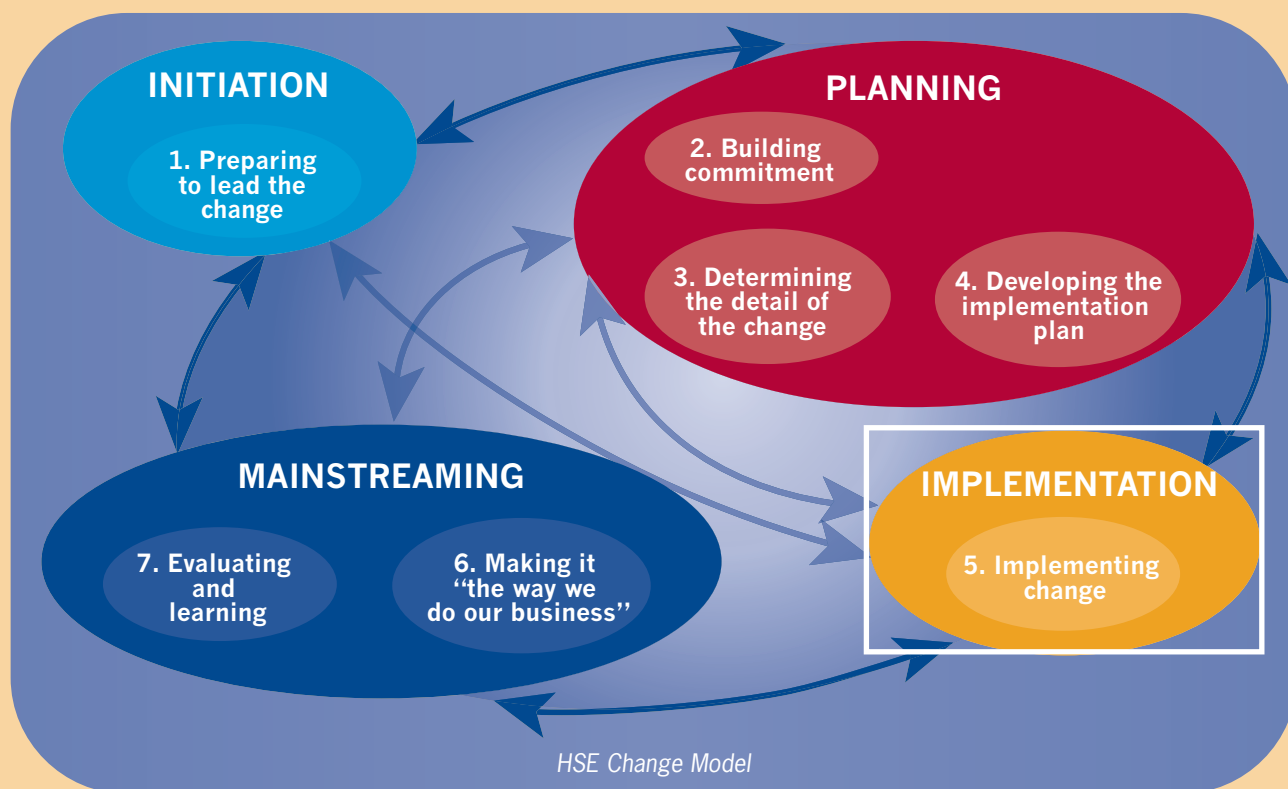 INITIATION
1. Preparing
to lead the
change
PLANNING
2. Building
commitment
3. Determining
the detail of
the change
4. Developing the
implementation
plan
IMPLEMENTATION
5. Implementing
change
MAINSTREAMING
6. Making it
“the way we
do our business”
7. Evaluating
and
learning
HSE Change Model